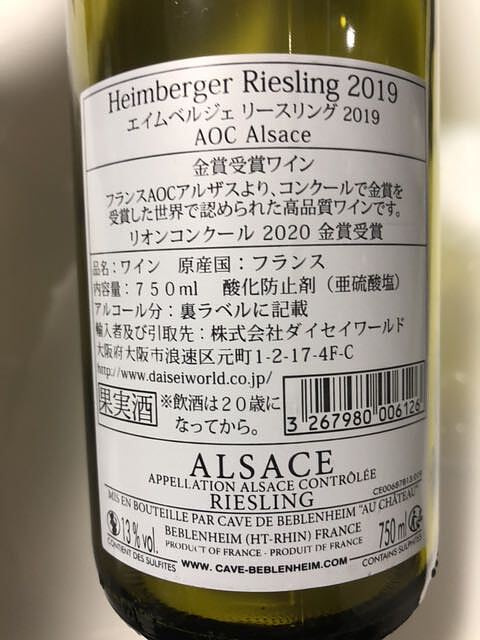 Heimberger Riesling 2019
エイムベルジェ リースリング 2019
AOC Alsace
金賞受賞ワイン
フランスAOCアルザスより、コンクールで金賞を
受賞した世界で認められた高品質ワインです。
リオンコンクール 2020 金賞受賞
品名：ワイン 原産国：フランス
内容量：750ml 酸化防止剤（亜硫酸塩）
アルコール分：裏ラベルに記載
輸入者及び引取先：株式会社ダイセイワールド
大阪府大阪市浪速区元町1-2-17-4F-C
http://www.daiseiworld.co.jp/
果実酒 ※飲酒は20歳に
なってから。
3 267980 006126
ALSACE
APPELLATION ALSACE CONTRÔLÉE
RIESLING
MIS EN BOUTEILLE PAR CAVE DE BEBLENHEIM "AU CHÂTEAU"
13% vol. BEBLENHEIM (HT-RHIN) FRANCE 750 ml
PRODUCT OF FRANCE - PRODUIT DE FRANCE
CONTIENT DES SULFITES WWW.CAVE-BEBLENHEIM.COM CONTAINS SULPHITES